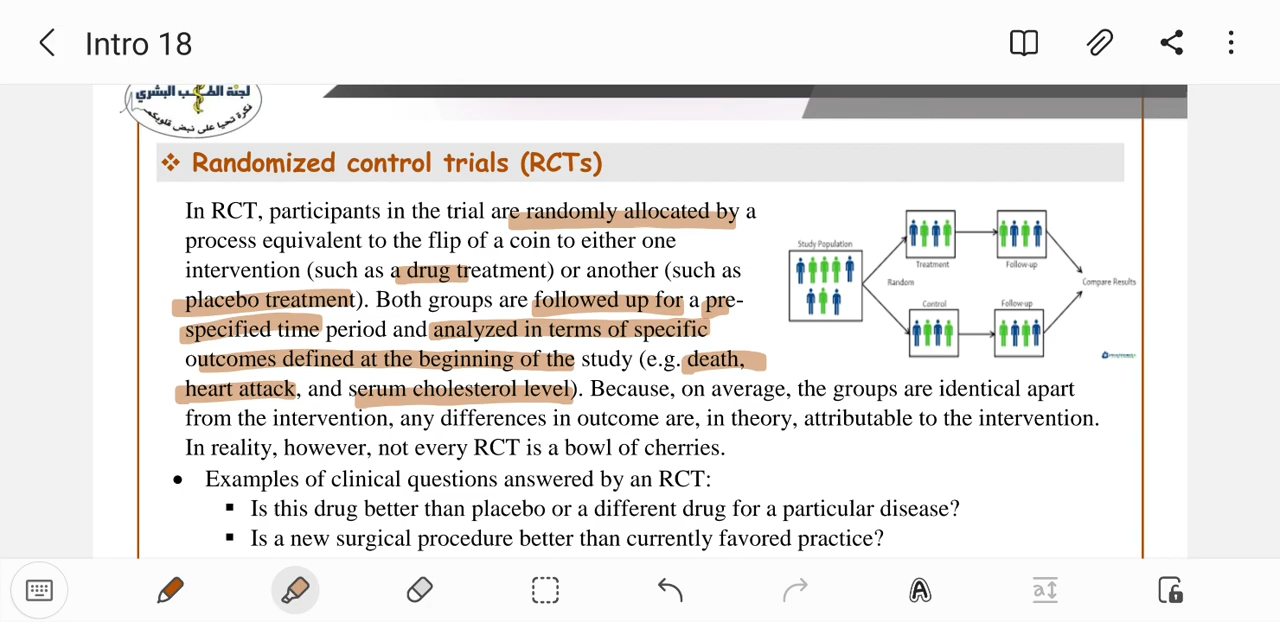 Intro 18
لجنة الطب البشري
فكرة تحيا على نبض قلوبكم
❖ Randomized control trials (RCTs)
In RCT, participants in the trial are randomly allocated by a
process equivalent to the flip of a coin to either one
intervention (such as a drug treatment) or another (such as
placebo treatment). Both groups are followed up for a pre-
specified time period and analyzed in terms of specific
outcomes defined at the beginning of the study (e.g. death,
heart attack, and serum cholesterol level). Because, on average, the groups are identical apart
from the intervention, any differences in outcome are, in theory, attributable to the intervention.
In reality, however, not every RCT is a bowl of cherries.
Study Population
Random
Treatment
Follow-up
Control
Follow-up
Compare Results
• Examples of clinical questions answered by an RCT:
▪ Is this drug better than placebo or a different drug for a particular disease?
▪ Is a new surgical procedure better than currently favored practice?
A
a